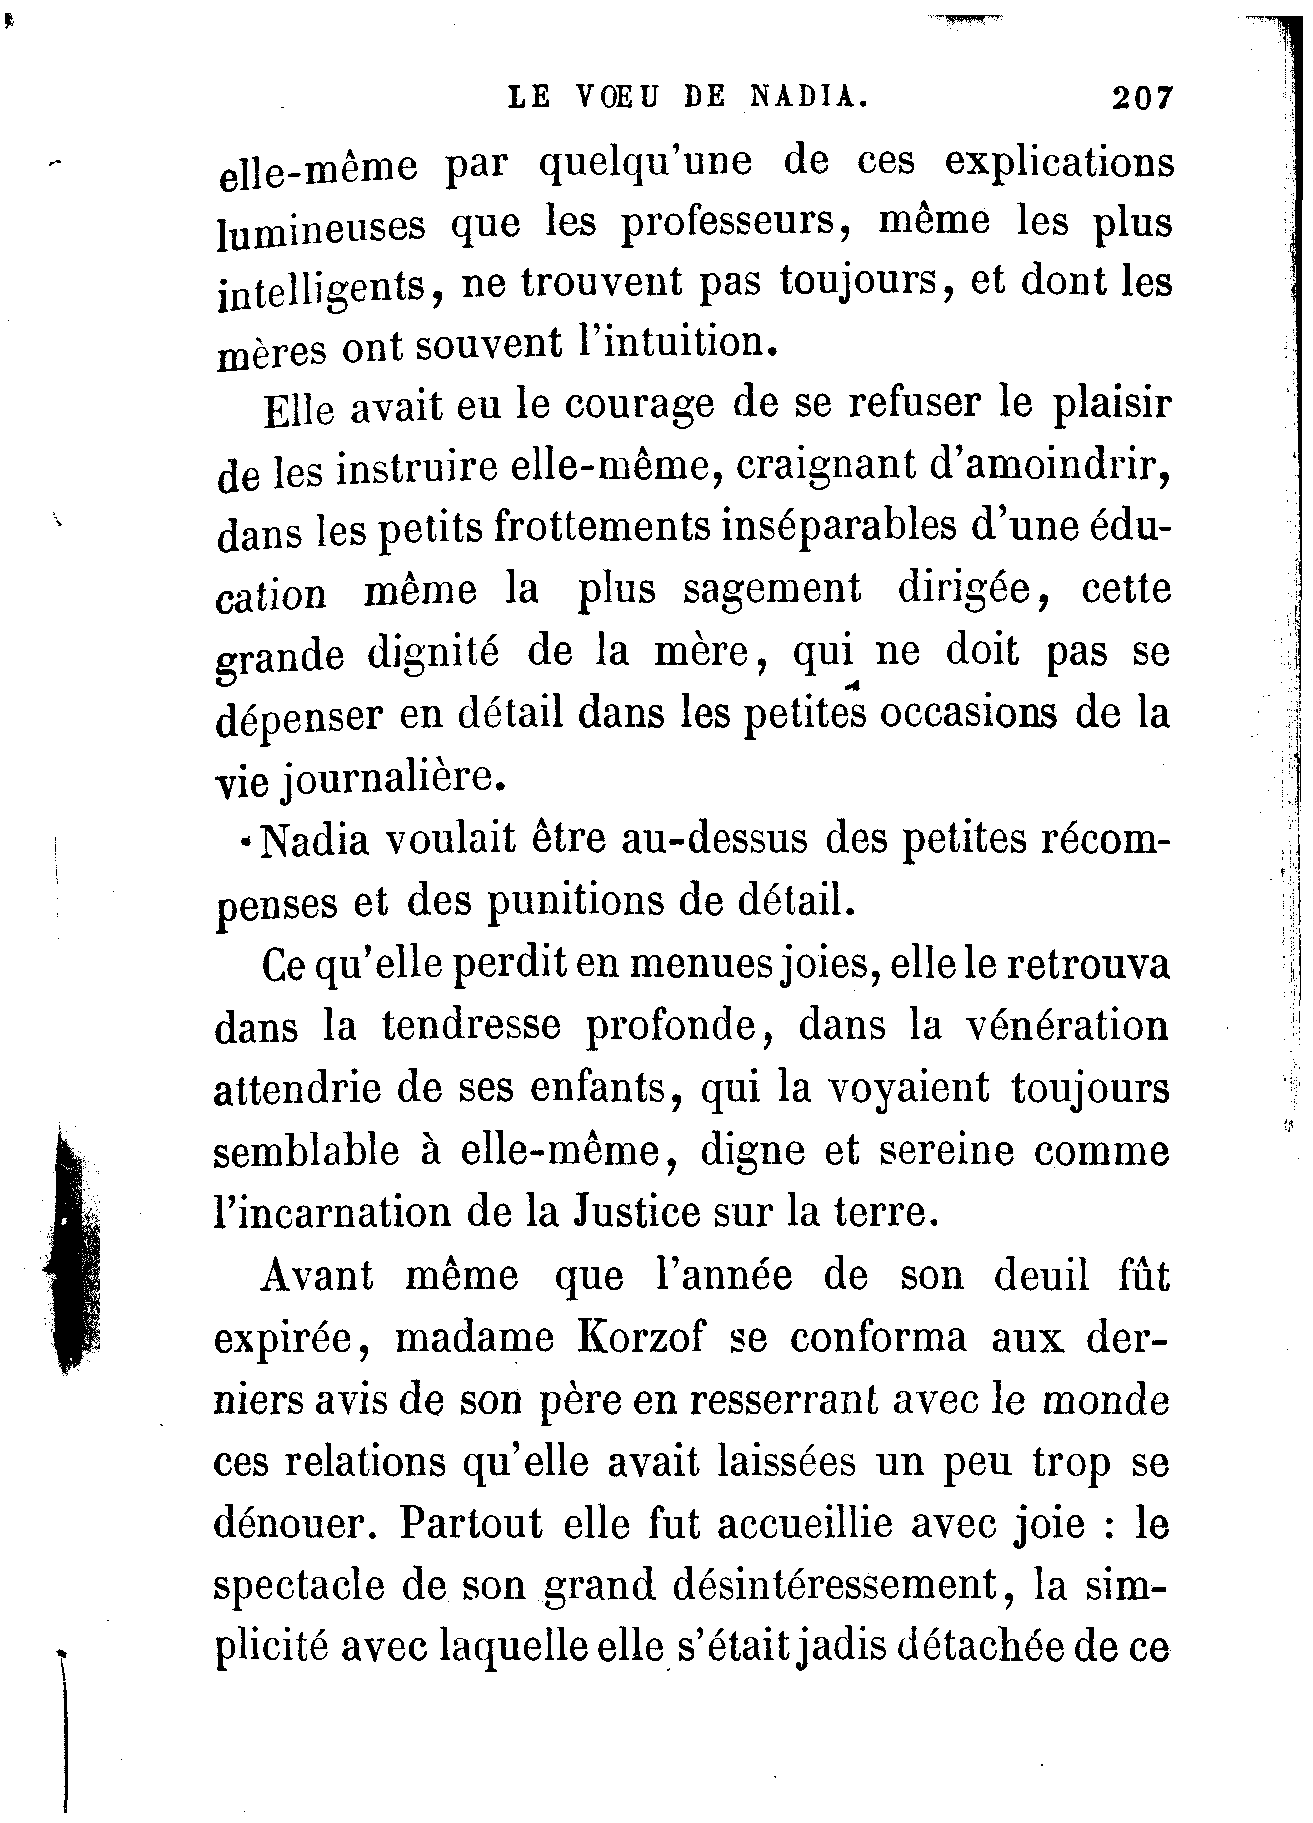 LE VŒU DE NADIA. 207
elle-même par quelqu'une de ces explications
lumineuses que les professeurs, même les plus
intelligents, ne trouvent pas toujours, et dont les
mères ont souvent l'intuition.
Elle avait eu le courage de se refuser le plaisir
de les instruire elle-même, craignant d'amoindrir,
dans les petits frottements inséparables d'une édu-
cation même la plus sagement dirigée, cette
grande dignité de la mère, qui ne doit pas se
dépenser en détail dans les petites occasions de la
vie journalière.
Nadia voulait être au-dessus des petites récom-
penses et des punitions de détail.
Ce qu'elle perdit en menues joies, elle le retrouva
dans la tendresse profonde, dans la vénération
attendrie de ses enfants, qui la voyaient toujours
semblable à elle-même, digne et sereine comme
l'incarnation de la Justice sur la terre.
Avant même que l'année de son deuil fût
expirée, madame Korzof se conforma aux der-
niers avis de son père en resserrant avec le monde
ces relations qu'elle avait laissées un peu trop se
dénouer. Partout elle fut accueillie avec joie : le
spectacle de son grand désintéressement, la sim-
plicité avec laquelle elle s'était jadis détachée de ce